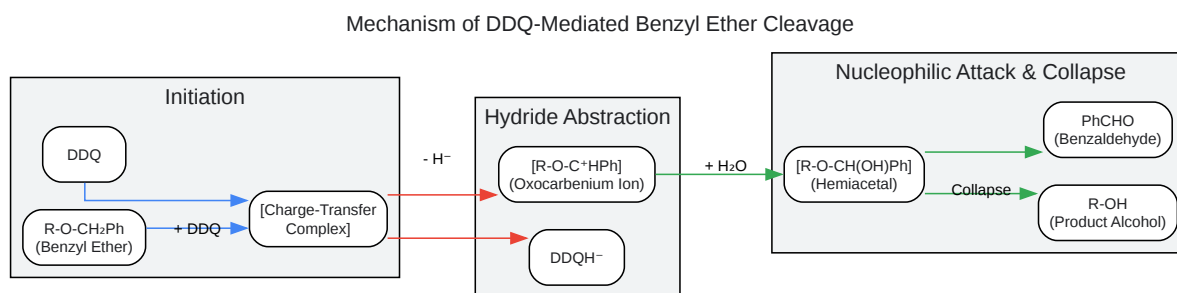 Mechanism of DDQ-Mediated Benzyl Ether Cleavage
Initiation
DDQ
R-O-CH₂Ph
(Benzyl Ether)
+ DDQ
[Charge-Transfer
Complex]
- H⁻
Hydride Abstraction
[R-O-C⁺HPh]
(Oxocarbenium Ion)
DDQH⁻
+ H₂O
Nucleophilic Attack & Collapse
[R-O-CH(OH)Ph]
(Hemiacetal)
Collapse
PhCHO
(Benzaldehyde)
R-OH
(Product Alcohol)